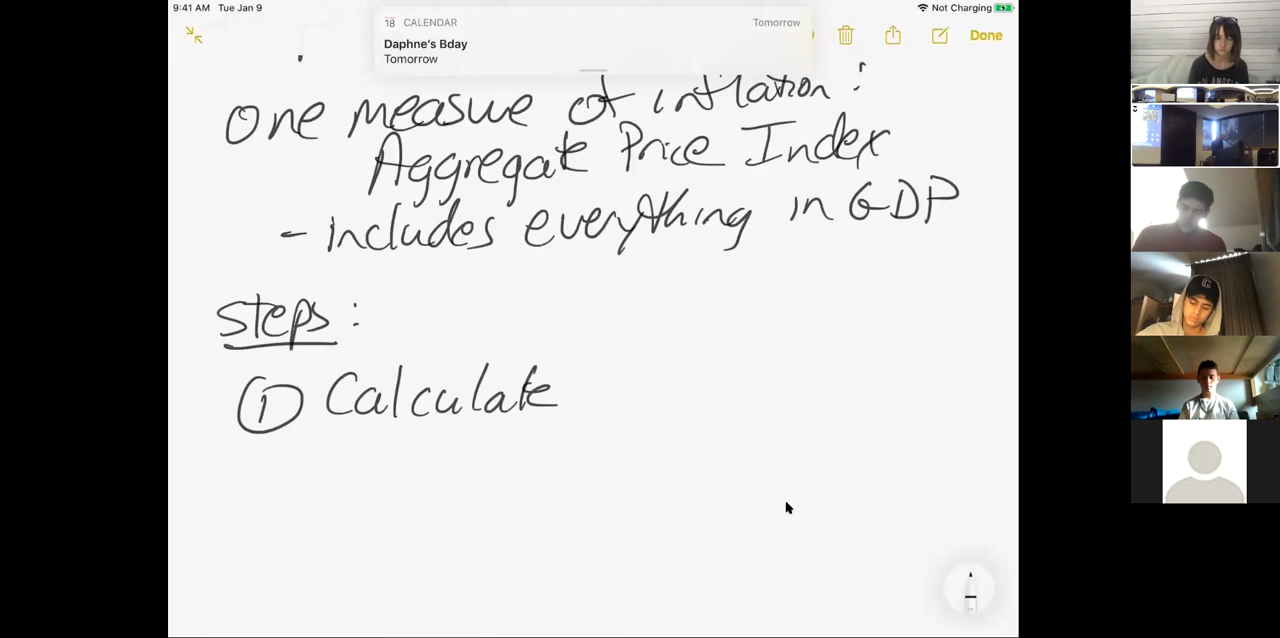 9:41 AM Tue Jan 9
Not Charging
18 CALENDAR Tomorrow
Daphne's Bday
Tomorrow
Done
One measue of inflation:
Aggregate Price Index
- includes everything in GDP
steps:
① Calculate